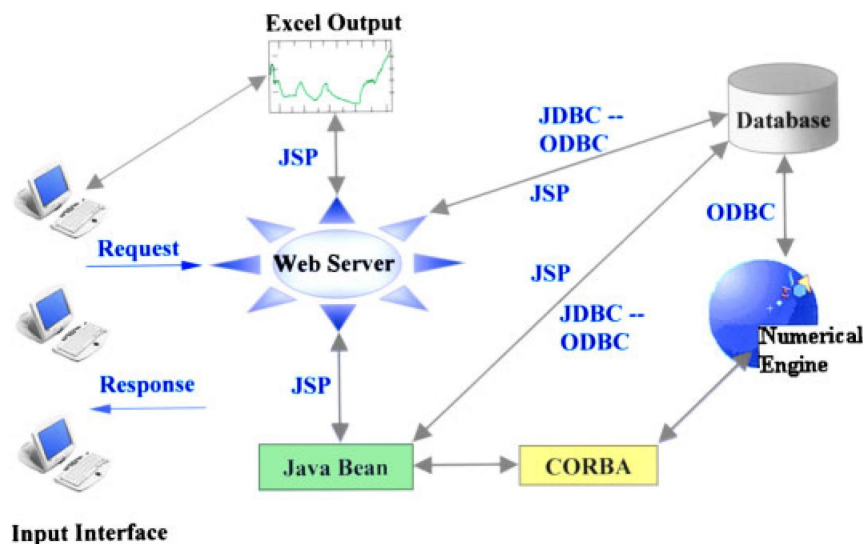 Excel Output
JDBC --
ODBC
Database
JSP
JSP
ODBC
Request
Web Server
JSP
JDBC --
ODBC
Numerical
Engine
Response
JSP
Java Bean
CORBA
Input Interface